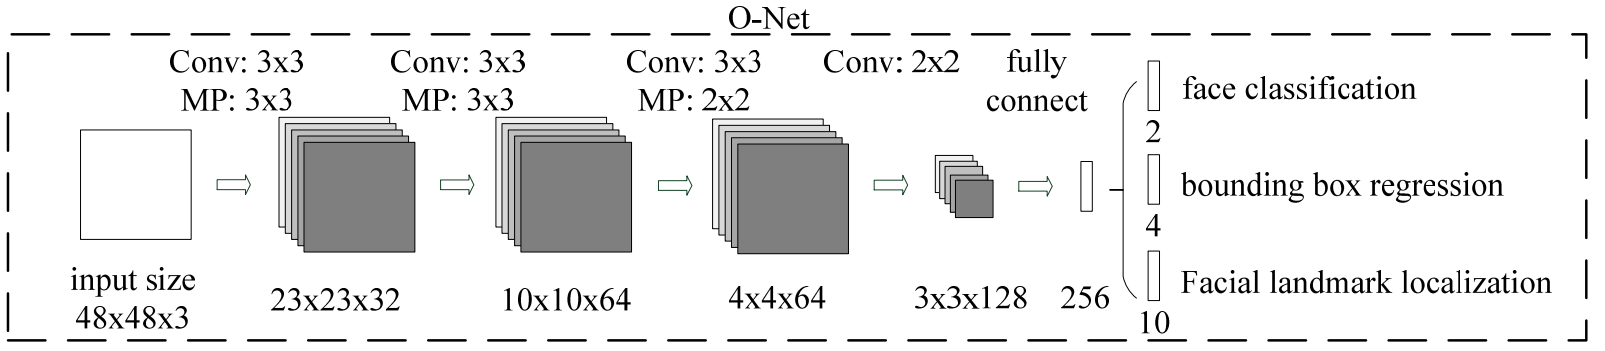 O-Net
Conv: 3x3
MP: 3x3
Conv: 3x3
MP: 3x3
Conv: 3x3
MP: 2x2
Conv: 2x2
fully
connect
input size
48x48x3
23x23x32
10x10x64
4x4x64
3x3x128
256
face classification
2
bounding box regression
4
Facial landmark localization
10